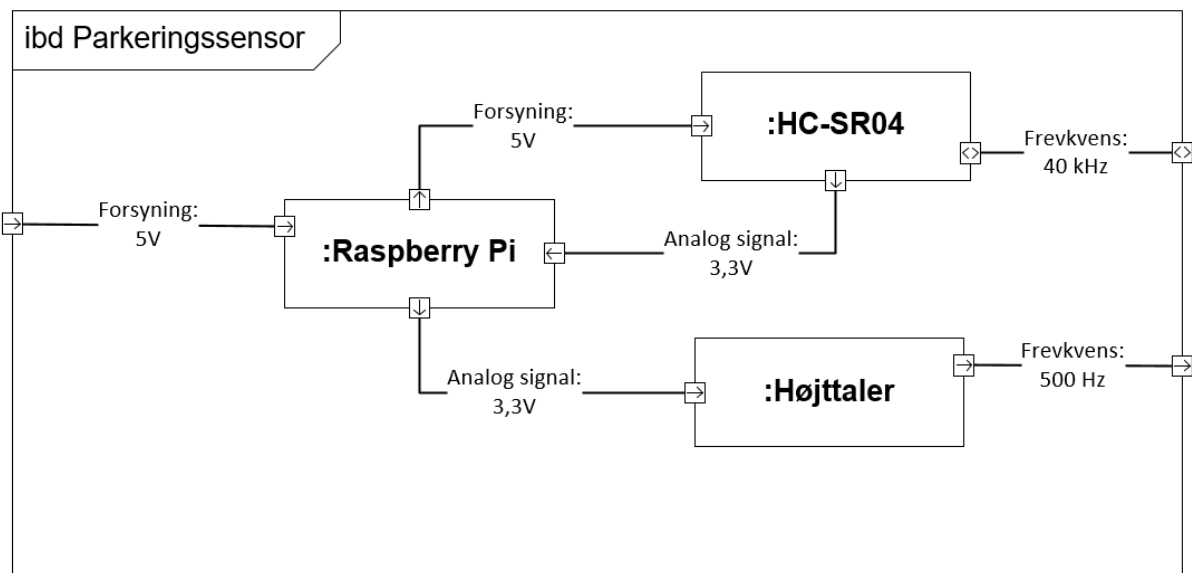 ibd Parkeringssensor
Forsyning:
5V
:HC-SR04
Frevkvens:
40 kHz
Forsyning:
5V
:Raspberry Pi
Analog signal:
3,3V
Analog signal:
3,3V
:Højttaler
Frevkvens:
500 Hz